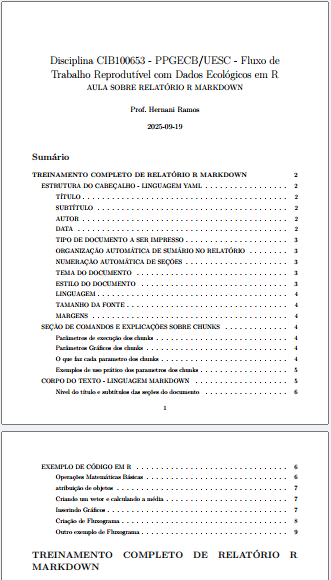 Disciplina CIB100653 - PPGECB/UESC - Fluxo de
Trabalho Reprodutível com Dados Ecológicos em R
AULA SOBRE RELATÓRIO R MARKDOWN
Prof. Hernani Ramos
2025-09-19
Sumário
TREINAMENTO COMPLETO DE RELATÓRIO R MARKDOWN 2
ESTRUTURA DO CABEÇALHO - LINGUAGEM YAML . . . . . . . . . . . . . . . . 2
TÍTULO . . . . . . . . . . . . . . . . . . . . . . . . . . . . . . 2
SUBTÍTULO . . . . . . . . . . . . . . . . . . . . . . . . . . . . 2
AUTOR . . . . . . . . . . . . . . . . . . . . . . . . . . . . . . 2
DATA . . . . . . . . . . . . . . . . . . . . . . . . . . . . . . . 2
TIPO DE DOCUMENTO A SER IMPRESSO . . . . . . . . . . . . . . . . 3
ORGANIZAÇÃO AUTOMÁTICA DE SUMÁRIO NO RELATÓRIO . . . . . . . . 3
NUMERAÇÃO AUTOMÁTICA DE SEÇÕES . . . . . . . . . . . . . . . . . 3
TEMA DO DOCUMENTO . . . . . . . . . . . . . . . . . . . . . . . 3
ESTILO DO DOCUMENTO . . . . . . . . . . . . . . . . . . . . . . 3
LINGUAGEM . . . . . . . . . . . . . . . . . . . . . . . . . . . . 4
TAMANHO DA FONTE . . . . . . . . . . . . . . . . . . . . . . . . 4
MARGENS . . . . . . . . . . . . . . . . . . . . . . . . . . . . . 4
SEÇÃO DE COMANDOS E EXPLICAÇÕES SOBRE CHUNKS . . . . . . . . . . 4
Parâmetros de execução dos chunks . . . . . . . . . . . . . . . . . . . 4
Parâmetros Gráficos dos chunks . . . . . . . . . . . . . . . . . . . . . 4
O que faz cada parametro dos chunks . . . . . . . . . . . . . . . . . . 4
Exemplos de uso prático dos parametros dos chunks . . . . . . . . . . . 5
CORPO DO TEXTO - LINGUAGEM MARKDOWN . . . . . . . . . . . . . . . 5
Nível do título e subtítulos das seções do documento . . . . . . . . . . 6
1
EXEMPLO DE CÓDIGO EM R . . . . . . . . . . . . . . . . . . . . . . 6
Operações Matemáticas Básicas . . . . . . . . . . . . . . . . . . . . . 6
atribuição de objetos . . . . . . . . . . . . . . . . . . . . . . . . . . 7
Criando um vetor e calculando a média . . . . . . . . . . . . . . . . . 7
Inserindo Gráficos . . . . . . . . . . . . . . . . . . . . . . . . . . . 7
Criação de Fluxograma . . . . . . . . . . . . . . . . . . . . . . . . . 8
Outro exemplo de Fluxograma . . . . . . . . . . . . . . . . . . . . . . 9
TREINAMENTO COMPLETO DE RELATÓRIO R
MARKDOWN